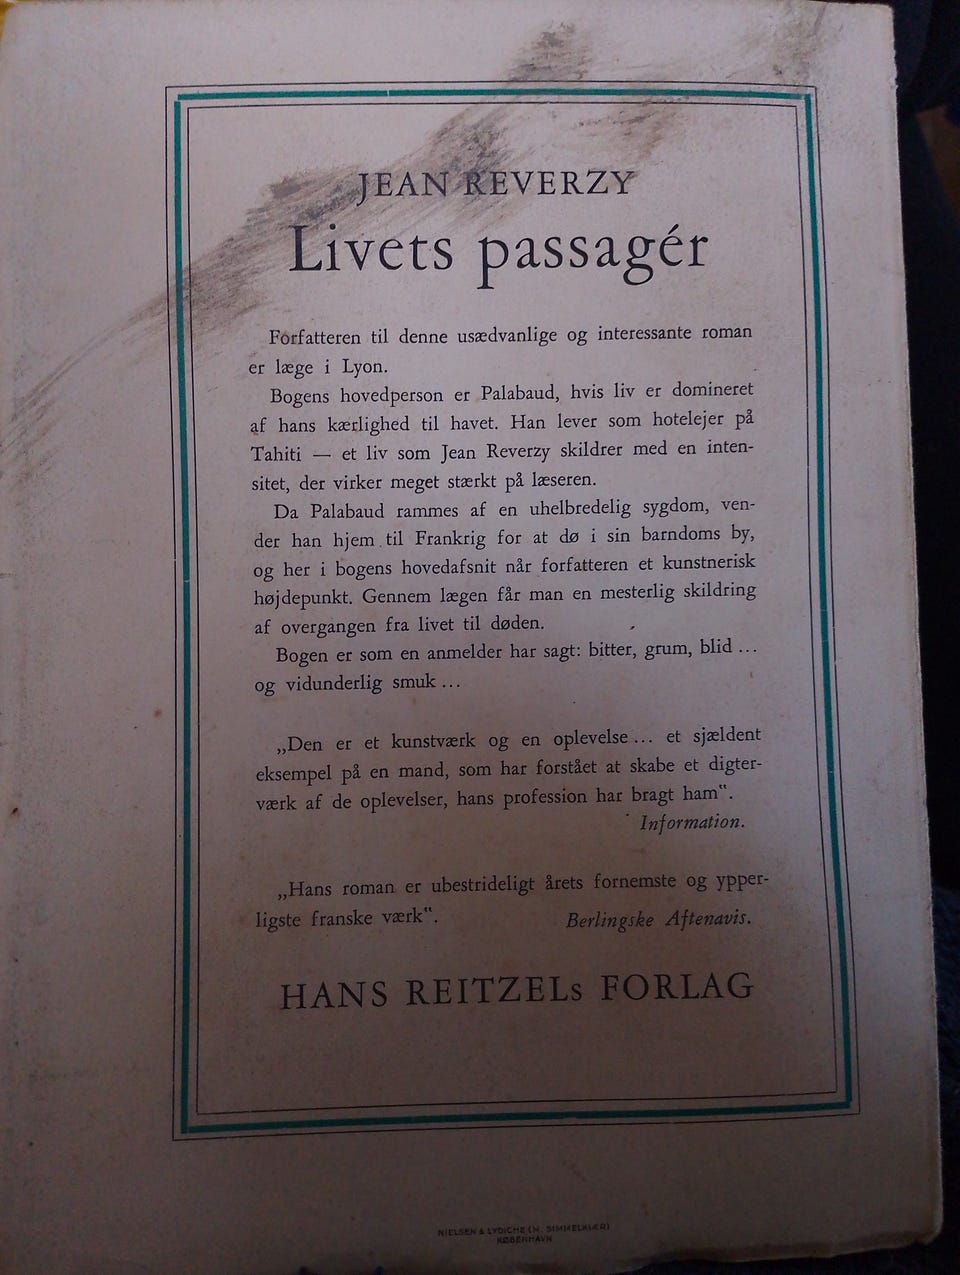 JEAN REVERZY
Livets passagér
Forfatteren til denne usædvanlige og interessante roman
er læge i Lyon.
Bogens hovedperson er Palabaud, hvis liv er domineret
af hans kærlighed til havet. Han lever som hotelejer på
Tahiti — et liv som Jean Reverzy skildrer med en inten-
sitet, der virker meget stærkt på læseren.
Da Palabaud rammes af en uhelbredelig sygdom, ven-
der han hjem til Frankrig for at dø i sin barndoms by,
og her i bogens hovedafsnit når forfatteren et kunstnerisk
højdepunkt. Gennem lægen får man en mesterlig skildring
af overgangen fra livet til døden.
Bogen er som en anmelder har sagt: bitter, grum, blid ...
og vidunderlig smuk ...
„Den er et kunstværk og en oplevelse ... et sjældent
eksempel på en mand, som har forstået at skabe et digter-
værk af de oplevelser, hans profession har bragt ham‟.
Information.
„Hans roman er ubestrideligt årets fornemste og ypper-
ligste franske værk‟. Berlingske Aftenavis.
HANS REITZELs FORLAG
NIELSEN & LYDICHE (M. SIMMELKIÆR)
KØBENHAVN